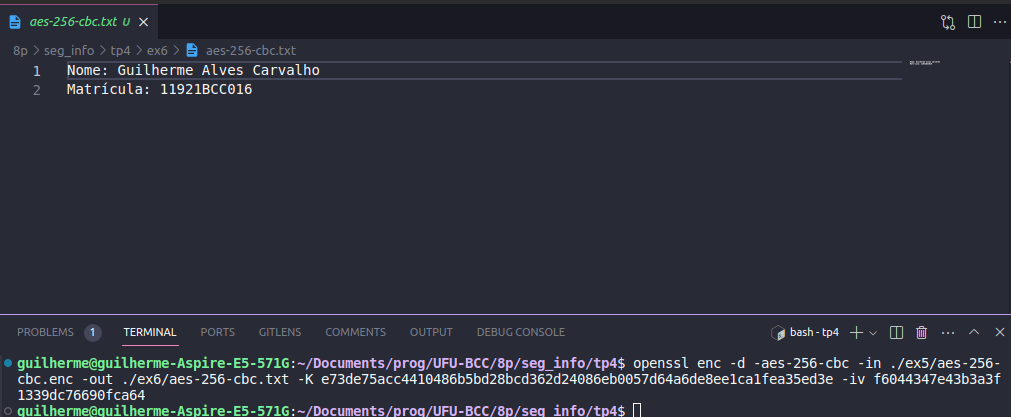 aes-256-cbc.txt U
8p > seg_info > tp4 > ex6 > aes-256-cbc.txt
1 Nome: Guilherme Alves Carvalho
2 Matrícula: 11921BCC016
PROBLEMS 1 TERMINAL PORTS GITLENS COMMENTS OUTPUT DEBUG CONSOLE bash - tp4
guilherme@guilherme-Aspire-E5-571G:~/Documents/prog/UFU-BCC/8p/seg_info/tp4$ openssl enc -d -aes-256-cbc -in ./ex5/aes-256-
cbc.enc -out ./ex6/aes-256-cbc.txt -K e73de75acc4410486b5bd28bcd362d24086eb0057d64a6de8ee1ca1fea35ed3e -iv f6044347e43b3a3f
1339dc76690fca64
guilherme@guilherme-Aspire-E5-571G:~/Documents/prog/UFU-BCC/8p/seg_info/tp4$